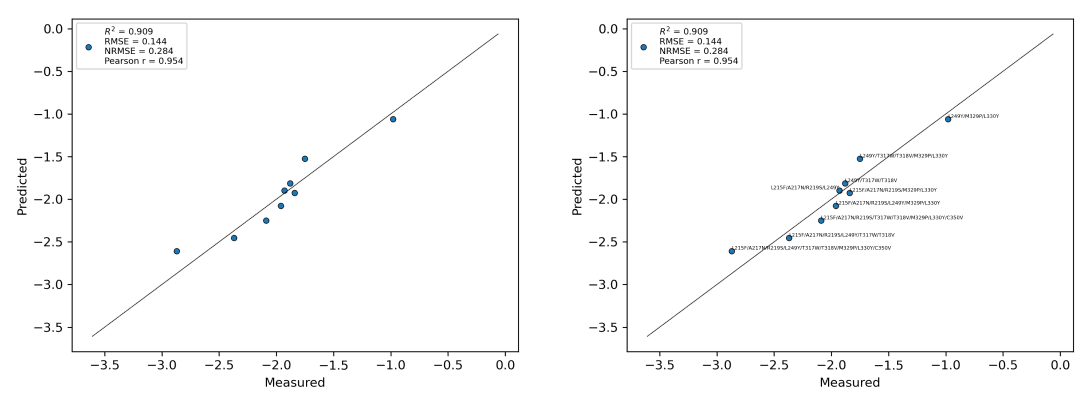 R² = 0.909
RMSE = 0.144
NRMSE = 0.284
Pearson r = 0.954
0.0
−0.5
−1.0
−1.5
−2.0
−2.5
−3.0
−3.5
Predicted
−3.5 −3.0 −2.5 −2.0 −1.5 −1.0 −0.5 0.0
Measured
R² = 0.909
RMSE = 0.144
NRMSE = 0.284
Pearson r = 0.954
0.0
−0.5
−1.0
−1.5
−2.0
−2.5
−3.0
−3.5
Predicted
L249Y/M329P/L330Y
L249Y/T317W/T318V/M329P/L330Y
L249Y/T317W/T318V
L215F/A217N/R219S/L249Y
L215F/A217N/R219S/M329P/L330Y
L215F/A217N/R219S/L249Y/M329P/L330Y
L215F/A217N/R219S/T317W/T318V/M329P/L330Y/C350V
L215F/A217N/R219S/L249Y/T317W/T318V
L215F/A217N/R219S/L249Y/T317W/T318V/M329P/L330Y/C350V
−3.5 −3.0 −2.5 −2.0 −1.5 −1.0 −0.5 0.0
Measured